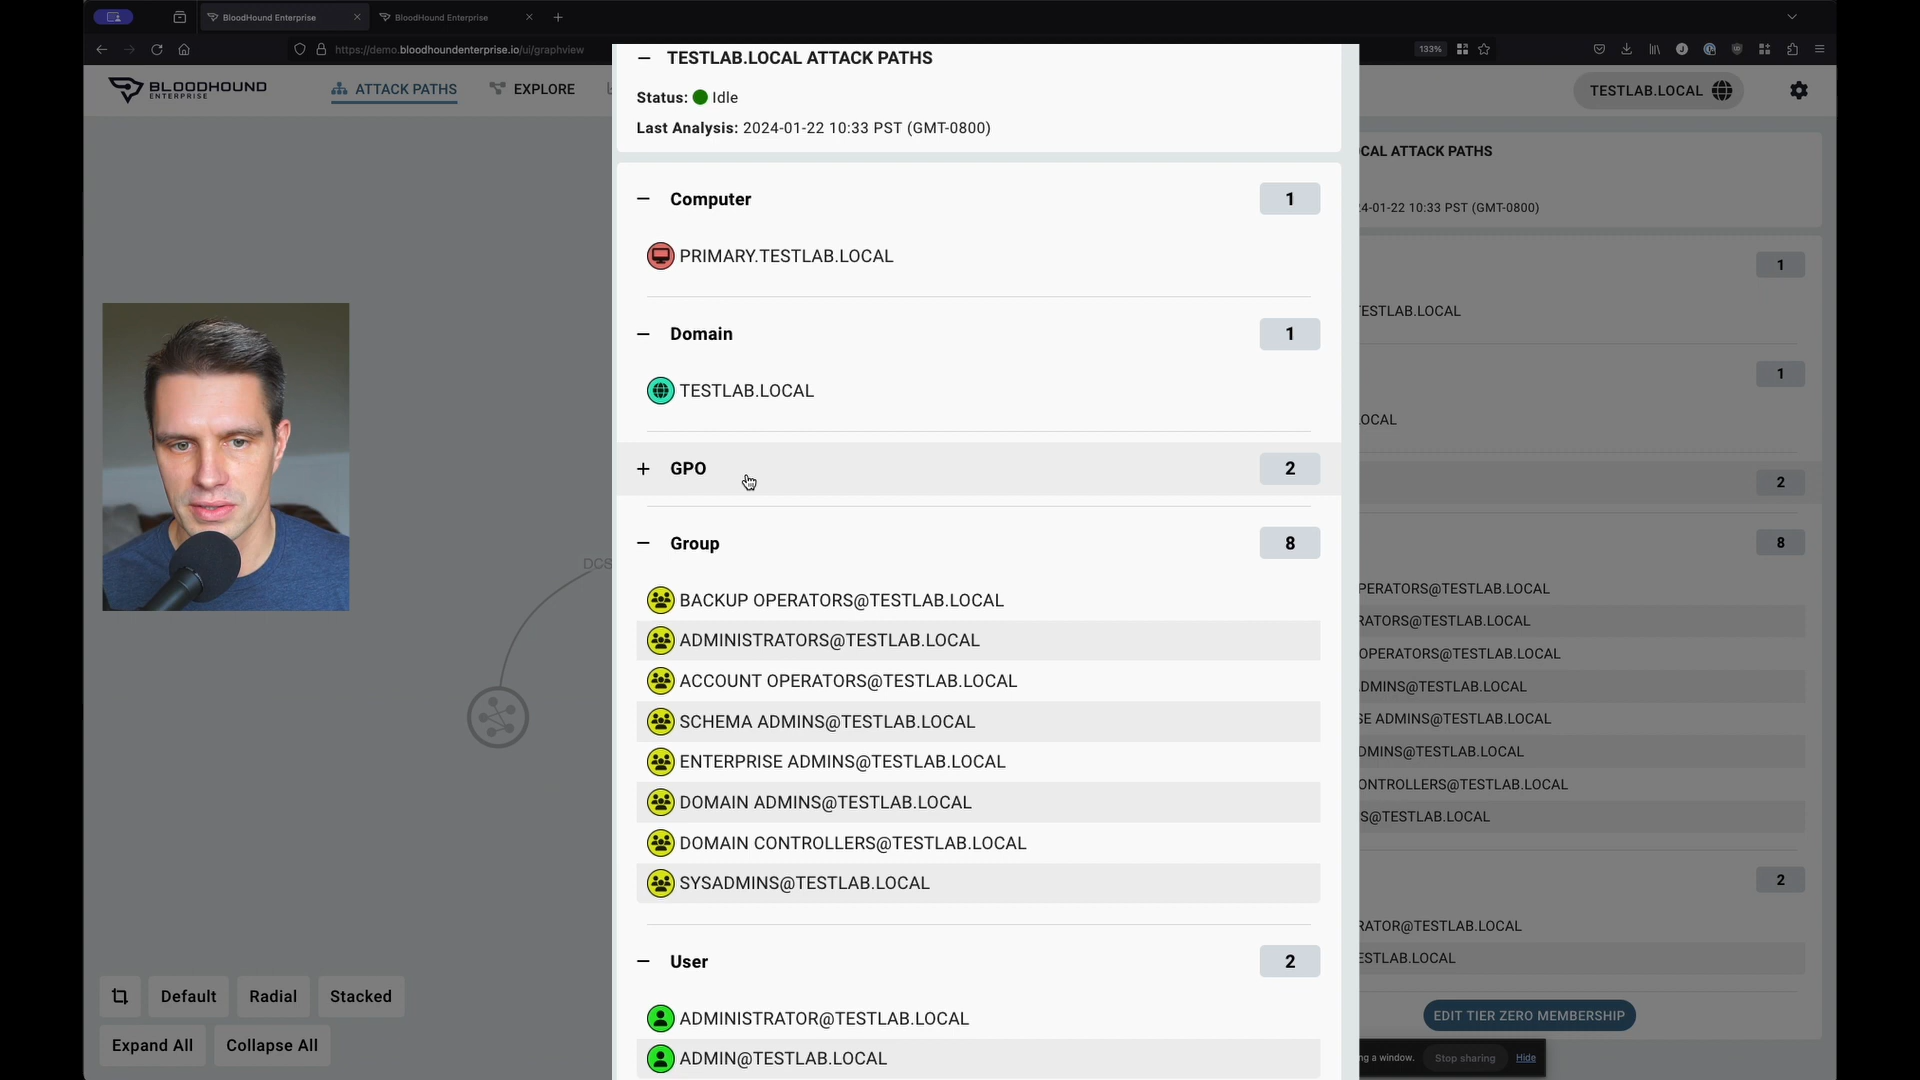 BloodHound Enterprise
BloodHound Enterprise
https://demo.bloodhoundenterprise.io/ui/graphview
133%
BLOODHOUND
ENTERPRISE
ATTACK PATHS
EXPLORE
TESTLAB.LOCAL
TESTLAB.LOCAL ATTACK PATHS
Status: Idle
Last Analysis: 2024-01-22 10:33 PST (GMT-0800)
Computer 1
PRIMARY.TESTLAB.LOCAL
Domain 1
TESTLAB.LOCAL
GPO 2
Group 8
BACKUP OPERATORS@TESTLAB.LOCAL
ADMINISTRATORS@TESTLAB.LOCAL
ACCOUNT OPERATORS@TESTLAB.LOCAL
SCHEMA ADMINS@TESTLAB.LOCAL
ENTERPRISE ADMINS@TESTLAB.LOCAL
DOMAIN ADMINS@TESTLAB.LOCAL
DOMAIN CONTROLLERS@TESTLAB.LOCAL
SYSADMINS@TESTLAB.LOCAL
User 2
ADMINISTRATOR@TESTLAB.LOCAL
ADMIN@TESTLAB.LOCAL
CAL ATTACK PATHS
4-01-22 10:33 PST (GMT-0800)
1
ESTLAB.LOCAL
1
OCAL
2
8
PERATORS@TESTLAB.LOCAL
RATORS@TESTLAB.LOCAL
OPERATORS@TESTLAB.LOCAL
DMINS@TESTLAB.LOCAL
SE ADMINS@TESTLAB.LOCAL
DMINS@TESTLAB.LOCAL
ONTROLLERS@TESTLAB.LOCAL
S@TESTLAB.LOCAL
2
RATOR@TESTLAB.LOCAL
ESTLAB.LOCAL
EDIT TIER ZERO MEMBERSHIP
ng a window. Stop sharing Hide
DCS
Default Radial Stacked
Expand All Collapse All